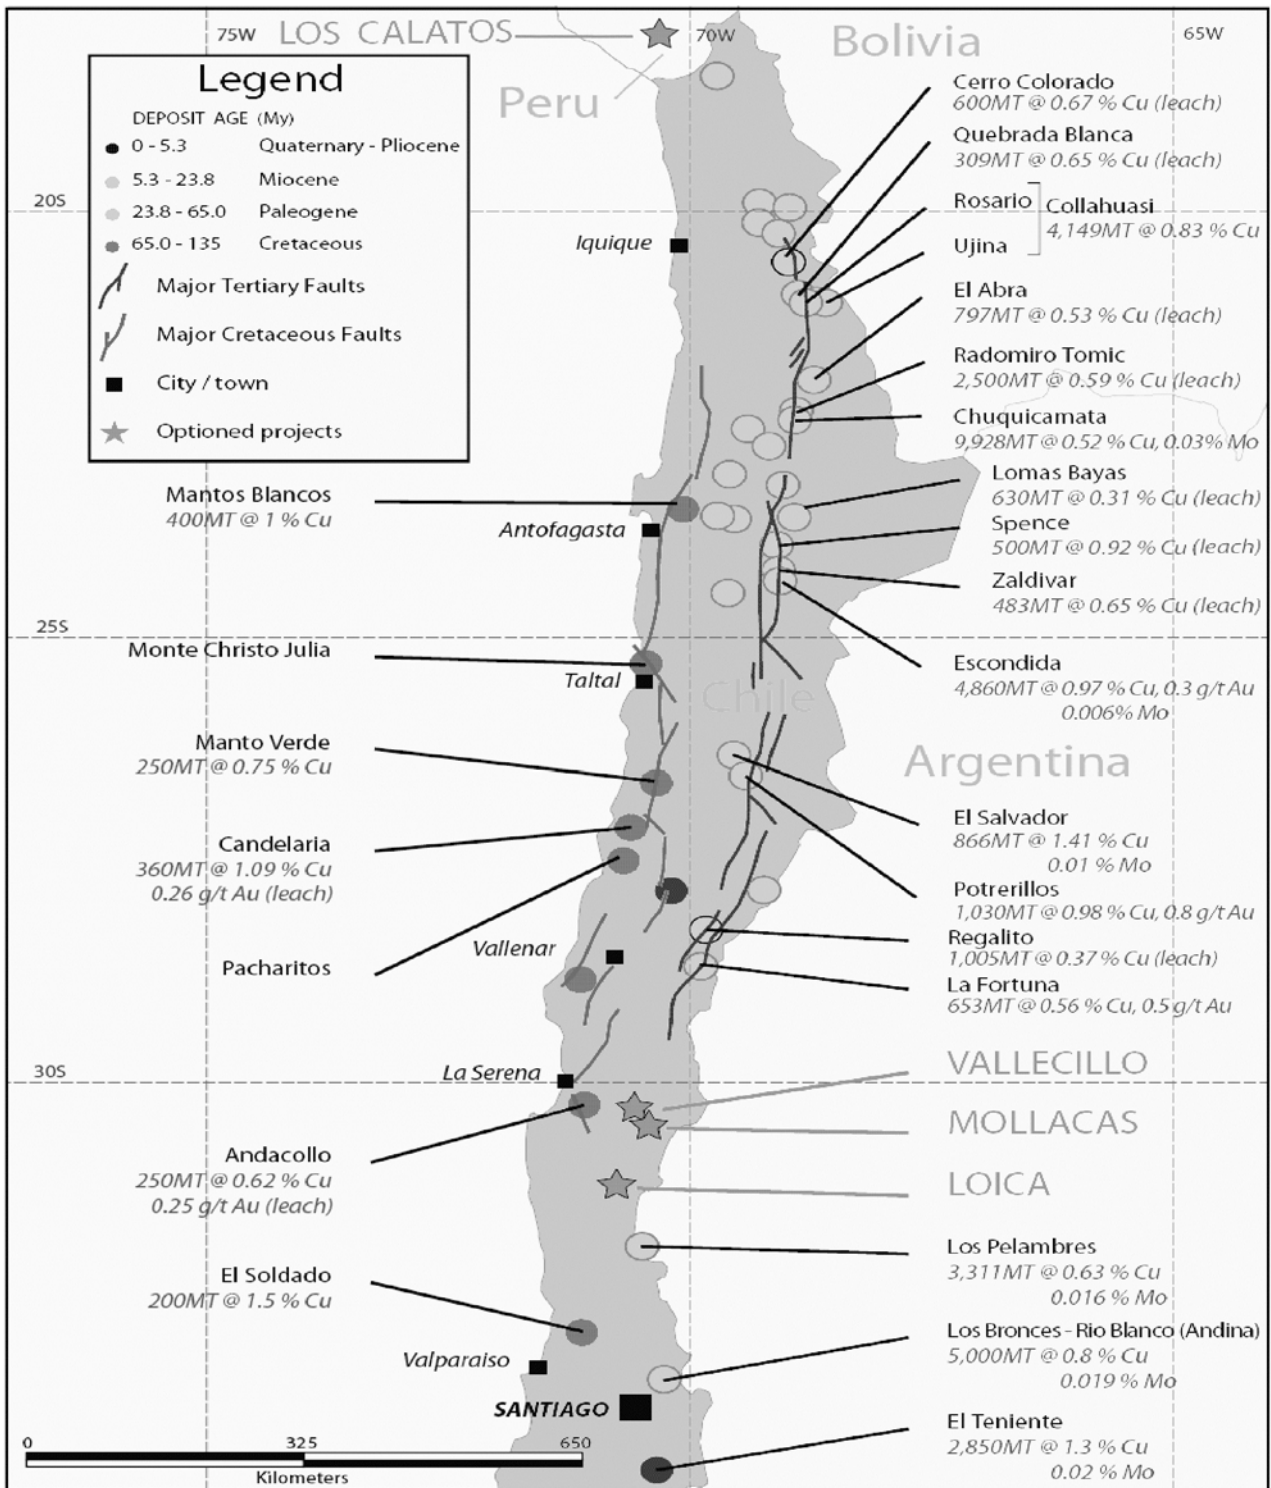 75W
LOS CALATOS
70W
Bolivia
65W
Peru
Legend
DEPOSIT AGE (My)
0 - 5.3 Quaternary - Pliocene
5.3 - 23.8 Miocene
23.8 - 65.0 Paleogene
65.0 - 135 Cretaceous
Major Tertiary Faults
Major Cretaceous Faults
City / town
Optioned projects
20S
Iquique
Cerro Colorado
600MT @ 0.67 % Cu (leach)
Quebrada Blanca
309MT @ 0.65 % Cu (leach)
Rosario
Collahuasi
4,149MT @ 0.83 % Cu
Ujina
El Abra
797MT @ 0.53 % Cu (leach)
Radomiro Tomic
2,500MT @ 0.59 % Cu (leach)
Chuquicamata
9,928MT @ 0.52 % Cu, 0.03% Mo
Lomas Bayas
630MT @ 0.31 % Cu (leach)
Spence
500MT @ 0.92 % Cu (leach)
Zaldivar
483MT @ 0.65 % Cu (leach)
Mantos Blancos
400MT @ 1 % Cu
Antofagasta
25S
Monte Christo Julia
Taltal
Chile
Escondida
4,860MT @ 0.97 % Cu, 0.3 g/t Au
0.006% Mo
Manto Verde
250MT @ 0.75 % Cu
Argentina
Candelaria
360MT @ 1.09 % Cu
0.26 g/t Au (leach)
El Salvador
866MT @ 1.41 % Cu
0.01 % Mo
Potrerillos
1,030MT @ 0.98 % Cu, 0.8 g/t Au
Regalito
1,005MT @ 0.37 % Cu (leach)
La Fortuna
653MT @ 0.56 % Cu, 0.5 g/t Au
Vallenar
Pacharitos
30S
La Serena
VALLECILLO
MOLLACAS
LOICA
Andacollo
250MT @ 0.62 % Cu
0.25 g/t Au (leach)
Los Pelambres
3,311MT @ 0.63 % Cu
0.016 % Mo
El Soldado
200MT @ 1.5 % Cu
Los Bronces - Rio Blanco (Andina)
5,000MT @ 0.8 % Cu
0.019 % Mo
Valparaiso
SANTIAGO
El Teniente
2,850MT @ 1.3 % Cu
0.02 % Mo
0 325 650
Kilometers